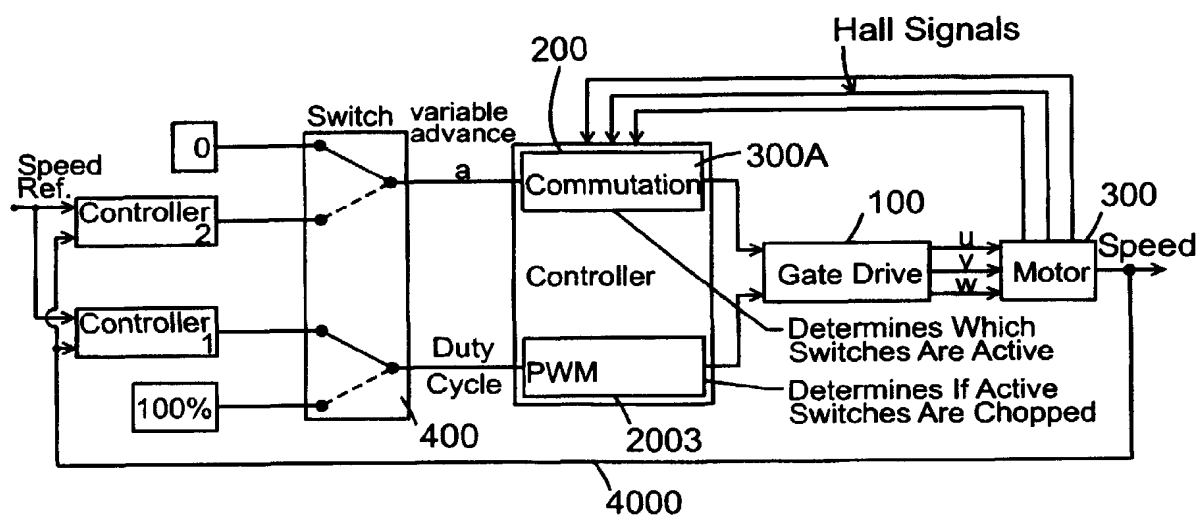 Hall Signals
200
Switch
variable
advance
300A
0
Speed
Ref.
a
Commutation
100
300
Controller
2
u
v
w
Speed
Controller
Gate Drive
Motor
Controller
1
Determines Which
Switches Are Active
Duty
Cycle
PWM
Determines If Active
Switches Are Chopped
100%
400
2003
4000